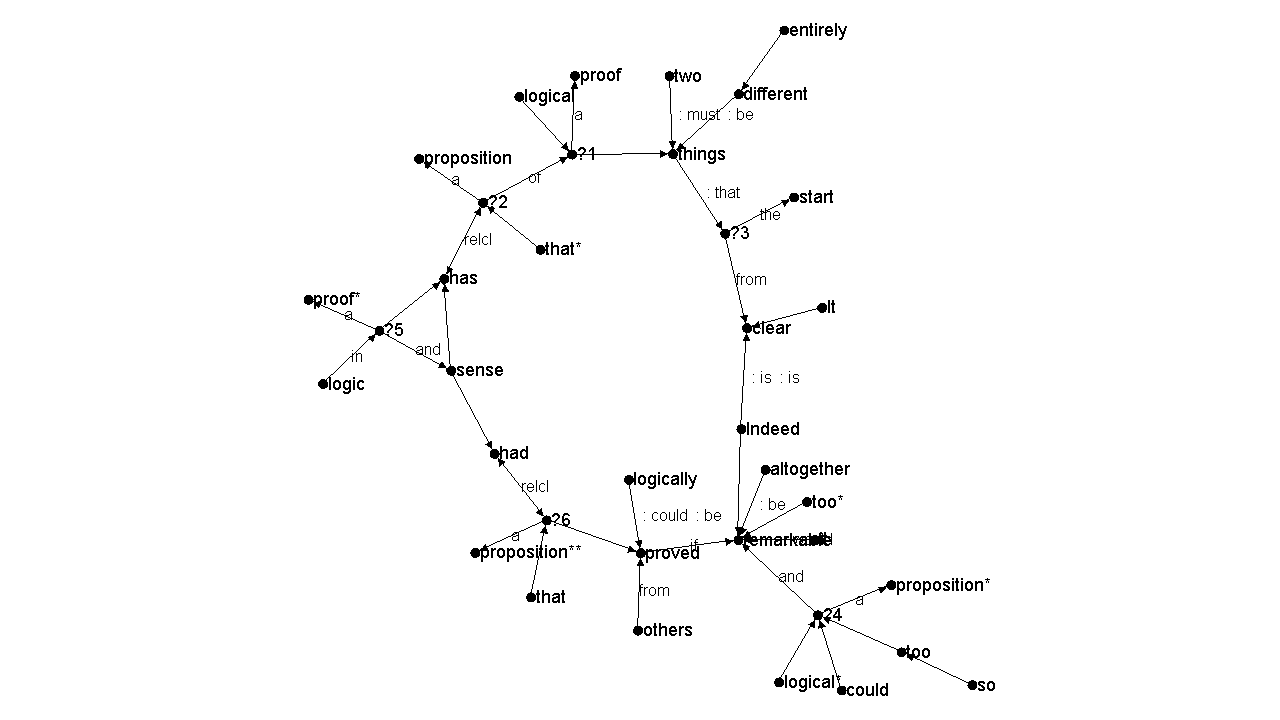 entirely
proof
two
different
logical
a
: must : be
?1
things
proposition
a
of
: that
start
?2
the
?3
that*
relcl
has
from
proof*
a
It
?5
clear
in
and
sense
: is : is
logic
Indeed
had
altogether
logically
relcl
too*
: could : be
: be
?6
a
if
remarkable
proposition**
proved
and
proposition*
from
that
a
others
?4
too
logical*
could
so